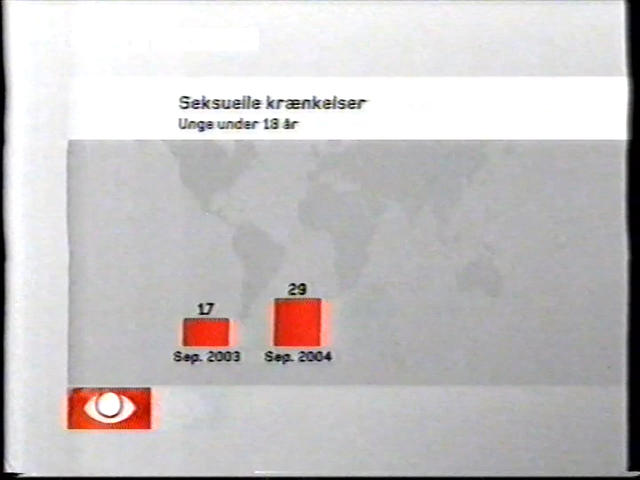 Seksuelle krænkelser
Unge under 18 år
17
29
Sep. 2003
Sep. 2004